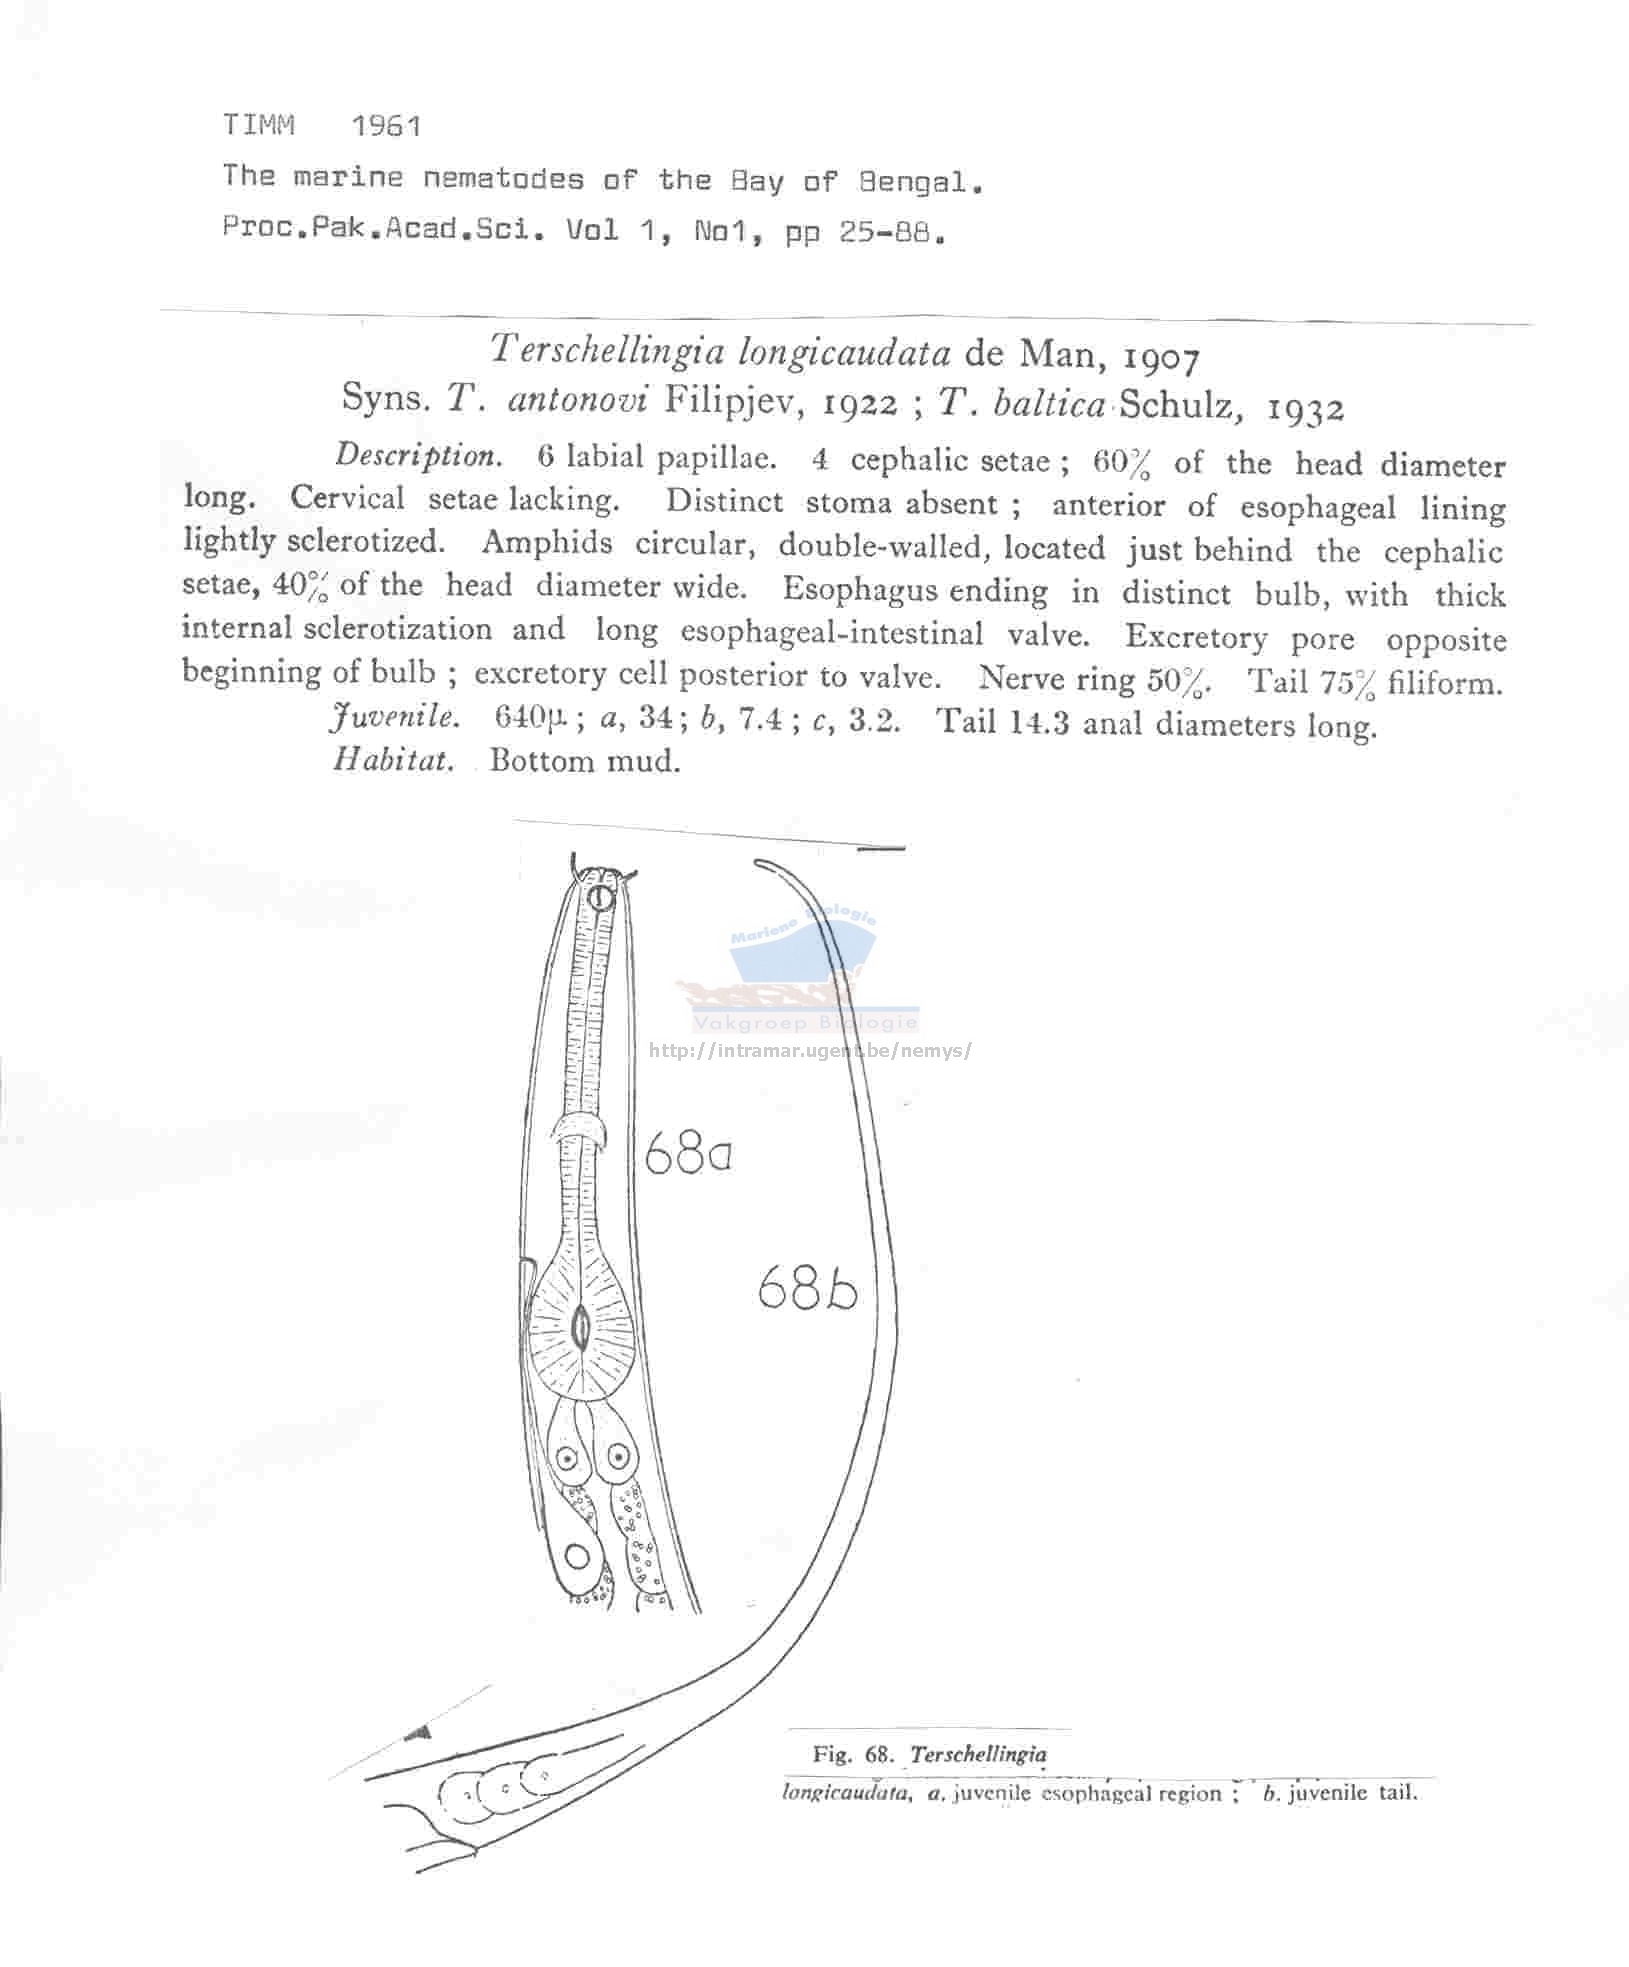 TIMM 1961
The marine nematodes of the Bay of Bengal.
Proc.Pak.Acad.Sci. Vol 1, No1, pp 25-88.
Terschellingia longicaudata de Man, 1907
Syns. T. antonovi Filipjev, 1922 ; T. baltica Schulz, 1932
Description. 6 labial papillae. 4 cephalic setae ; 60% of the head diameter
long. Cervical setae lacking. Distinct stoma absent ; anterior of esophageal lining
lightly sclerotized. Amphids circular, double-walled, located just behind the cephalic
setae, 40% of the head diameter wide. Esophagus ending in distinct bulb, with thick
internal sclerotization and long esophageal-intestinal valve. Excretory pore opposite
beginning of bulb ; excretory cell posterior to valve. Nerve ring 50%. Tail 75% filiform.
Juvenile. 640μ ; a, 34 ; b, 7.4 ; c, 3.2. Tail 14.3 anal diameters long.
Habitat. Bottom mud.
Mariene Biologie
Vakgroep Biologie
http://intramar.ugent.be/nemys/
68a
68b
Fig. 68. Terschellingia
longicaudata, a. juvenile esophageal region ; b. juvenile tail.